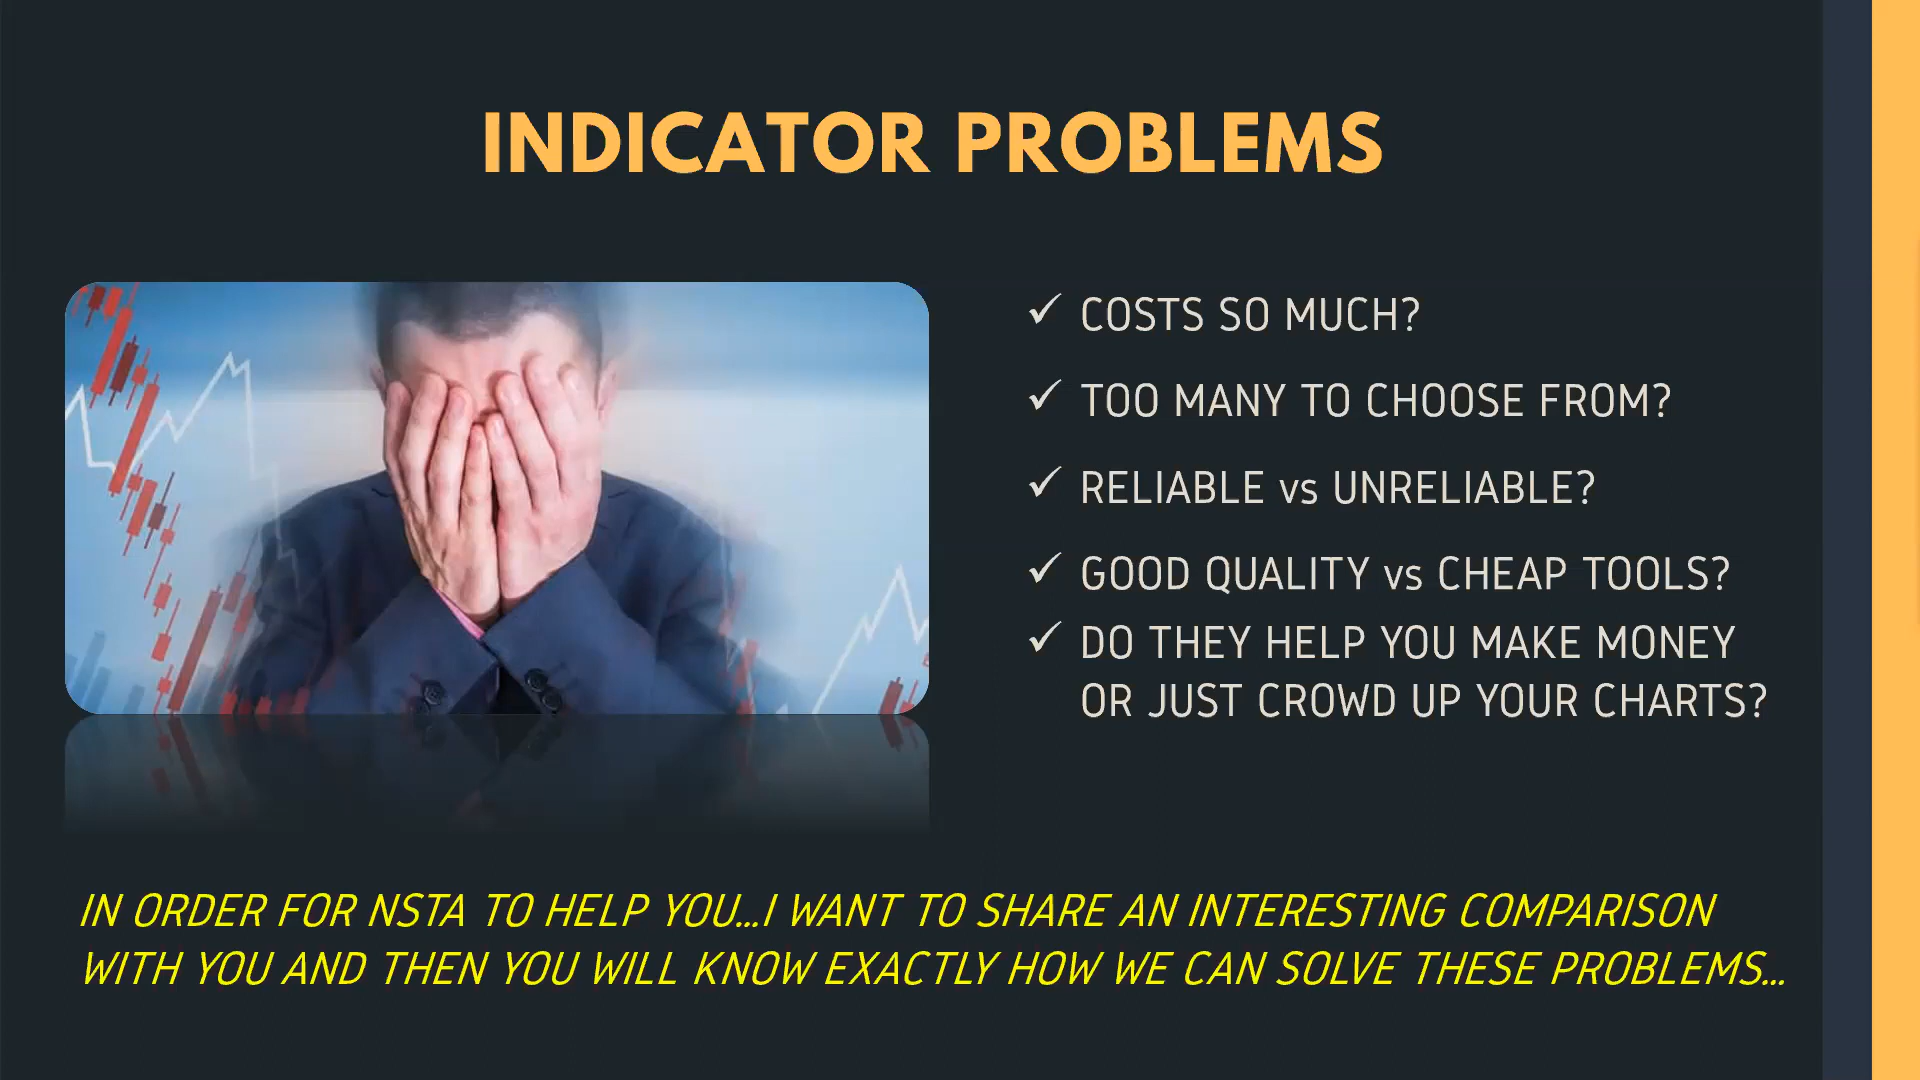 INDICATOR PROBLEMS
✓ COSTS SO MUCH?
✓ TOO MANY TO CHOOSE FROM?
✓ RELIABLE vs UNRELIABLE?
✓ GOOD QUALITY vs CHEAP TOOLS?
✓ DO THEY HELP YOU MAKE MONEY
OR JUST CROWD UP YOUR CHARTS?
IN ORDER FOR NSTA TO HELP YOU...I WANT TO SHARE AN INTERESTING COMPARISON
WITH YOU AND THEN YOU WILL KNOW EXACTLY HOW WE CAN SOLVE THESE PROBLEMS...